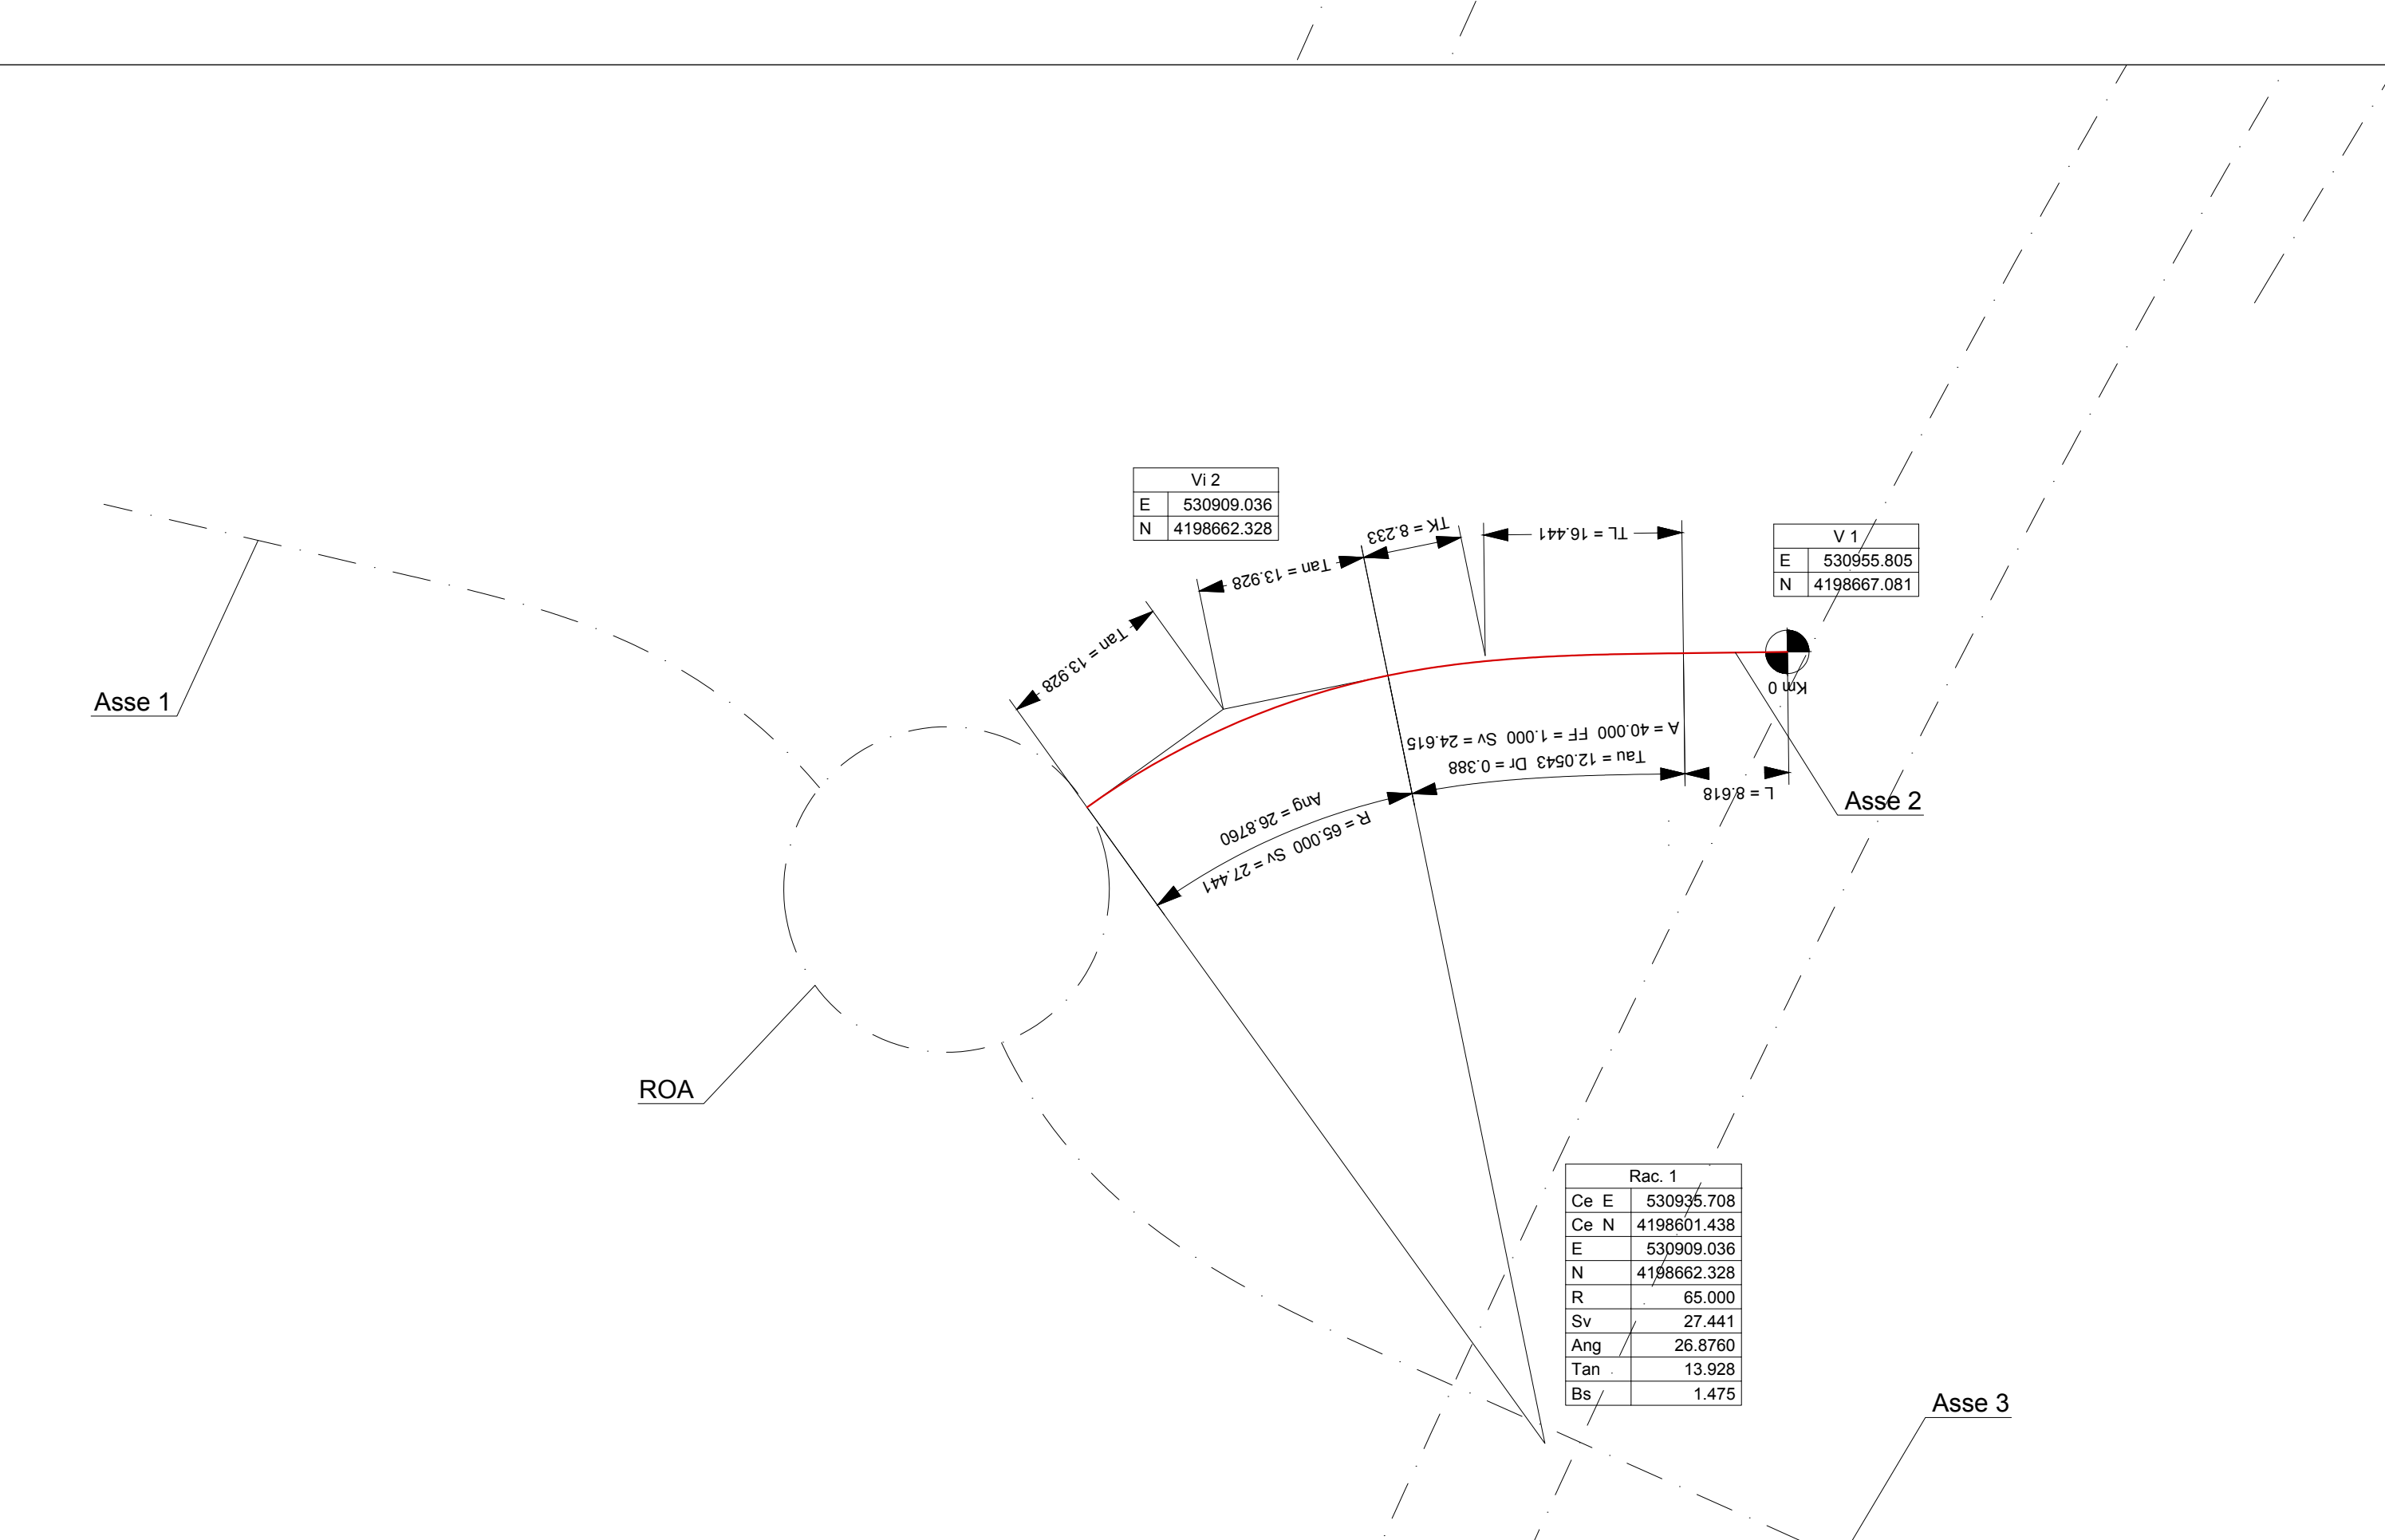 Vi 2
E 530909.036
N 4198662.328
TK = 8.233
TL = 16.441
V 1
E 530955.805
N 4198667.081
Tan = 13.928
Tan = 13.928
Km 0
Asse 1
A = 40.000 FF = 1.000 Sv = 24.615
Tau = 12.0543 Dr = 0.388
L = 8.618
Asse 2
Ang = 26.8760
R = 65.000 Sv = 27.441
ROA
Rac. 1
Ce E 530935.708
Ce N 4198601.438
E 530909.036
N 4198662.328
R 65.000
Sv 27.441
Ang 26.8760
Tan 13.928
Bs 1.475
Asse 3